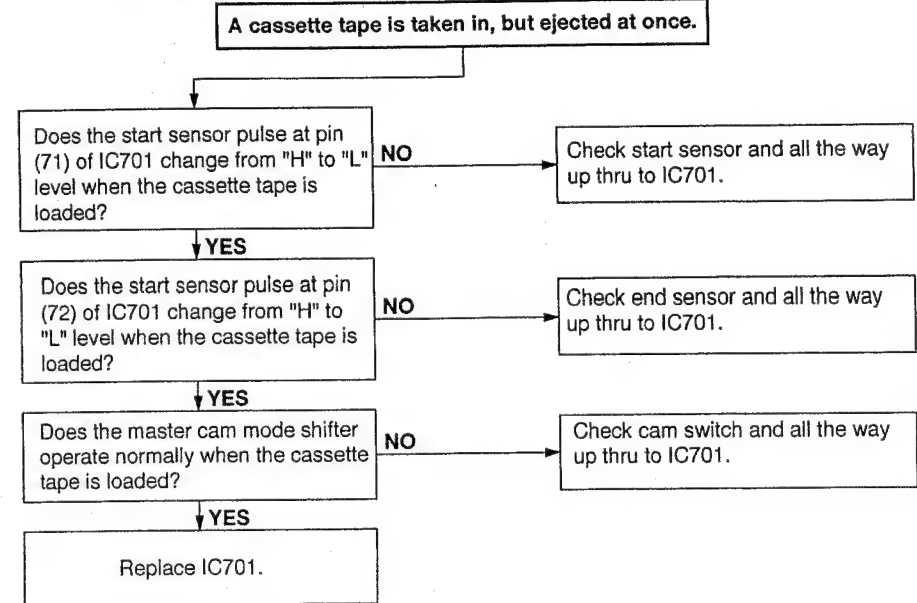 A cassette tape is taken in, but ejected at once.
Does the start sensor pulse at pin
(71) of IC701 change from "H" to "L"
level when the cassette tape is
loaded?
NO
Check start sensor and all the way
up thru to IC701.
YES
Does the start sensor pulse at pin
(72) of IC701 change from "H" to
"L" level when the cassette tape is
loaded?
NO
Check end sensor and all the way
up thru to IC701.
YES
Does the master cam mode shifter
operate normally when the cassette
tape is loaded?
NO
Check cam switch and all the way
up thru to IC701.
YES
Replace IC701.